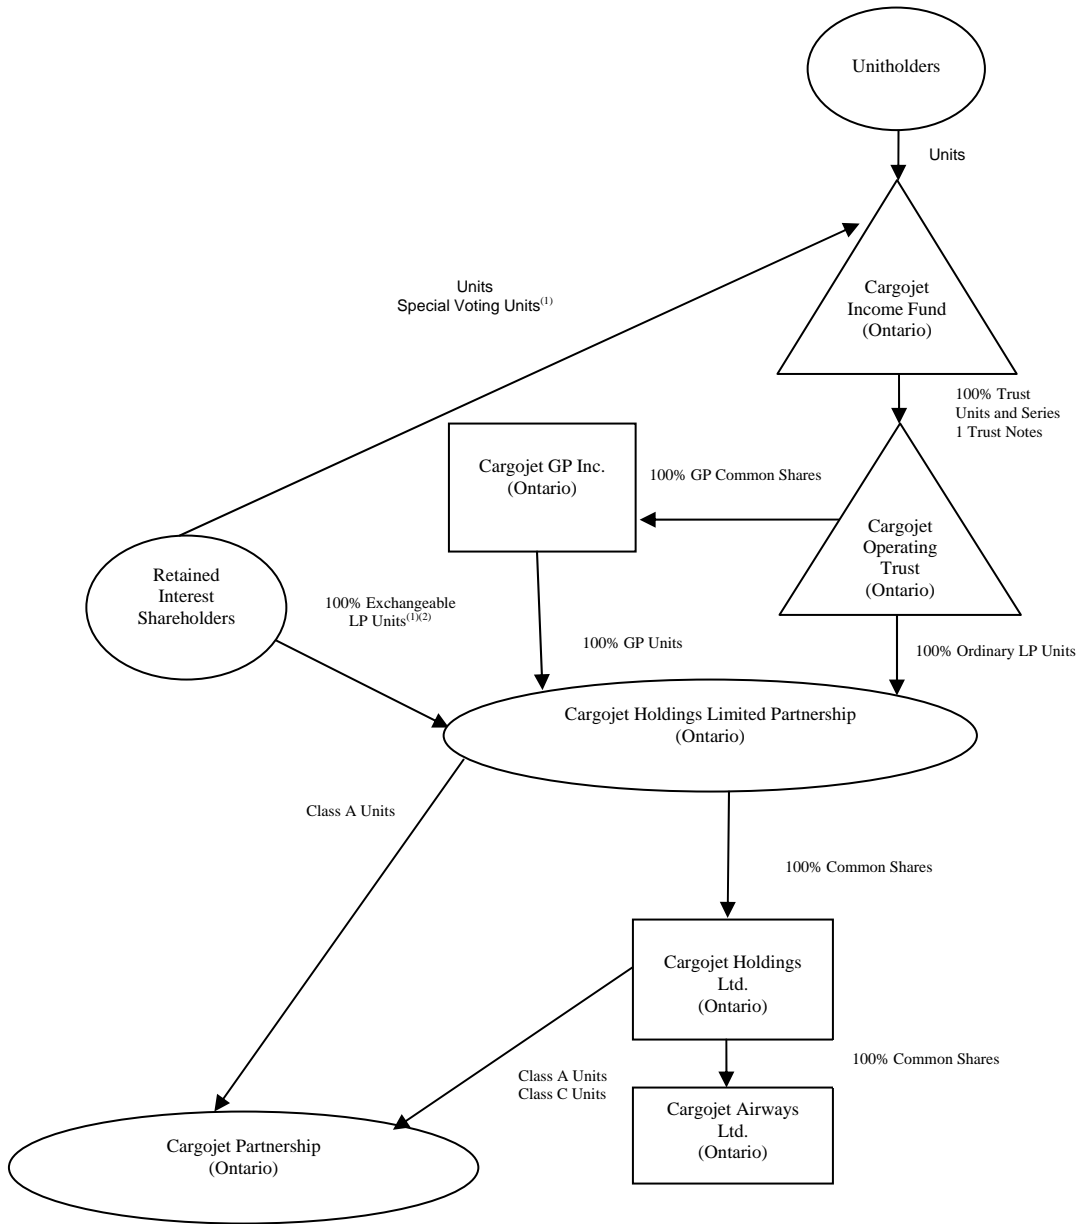 Unitholders
Units
Units
Special Voting Units(1)
Cargojet
Income Fund
(Ontario)
100% Trust
Units and Series
1 Trust Notes
Cargojet GP Inc.
(Ontario)
100% GP Common Shares
Cargojet
Operating
Trust
(Ontario)
Retained
Interest
Shareholders
100% Exchangeable
LP Units(1)(2)
100% GP Units
100% Ordinary LP Units
Cargojet Holdings Limited Partnership
(Ontario)
Class A Units
100% Common Shares
Cargojet Holdings
Ltd.
(Ontario)
Class A Units
Class C Units
100% Common Shares
Cargojet Airways
Ltd.
(Ontario)
Cargojet Partnership
(Ontario)